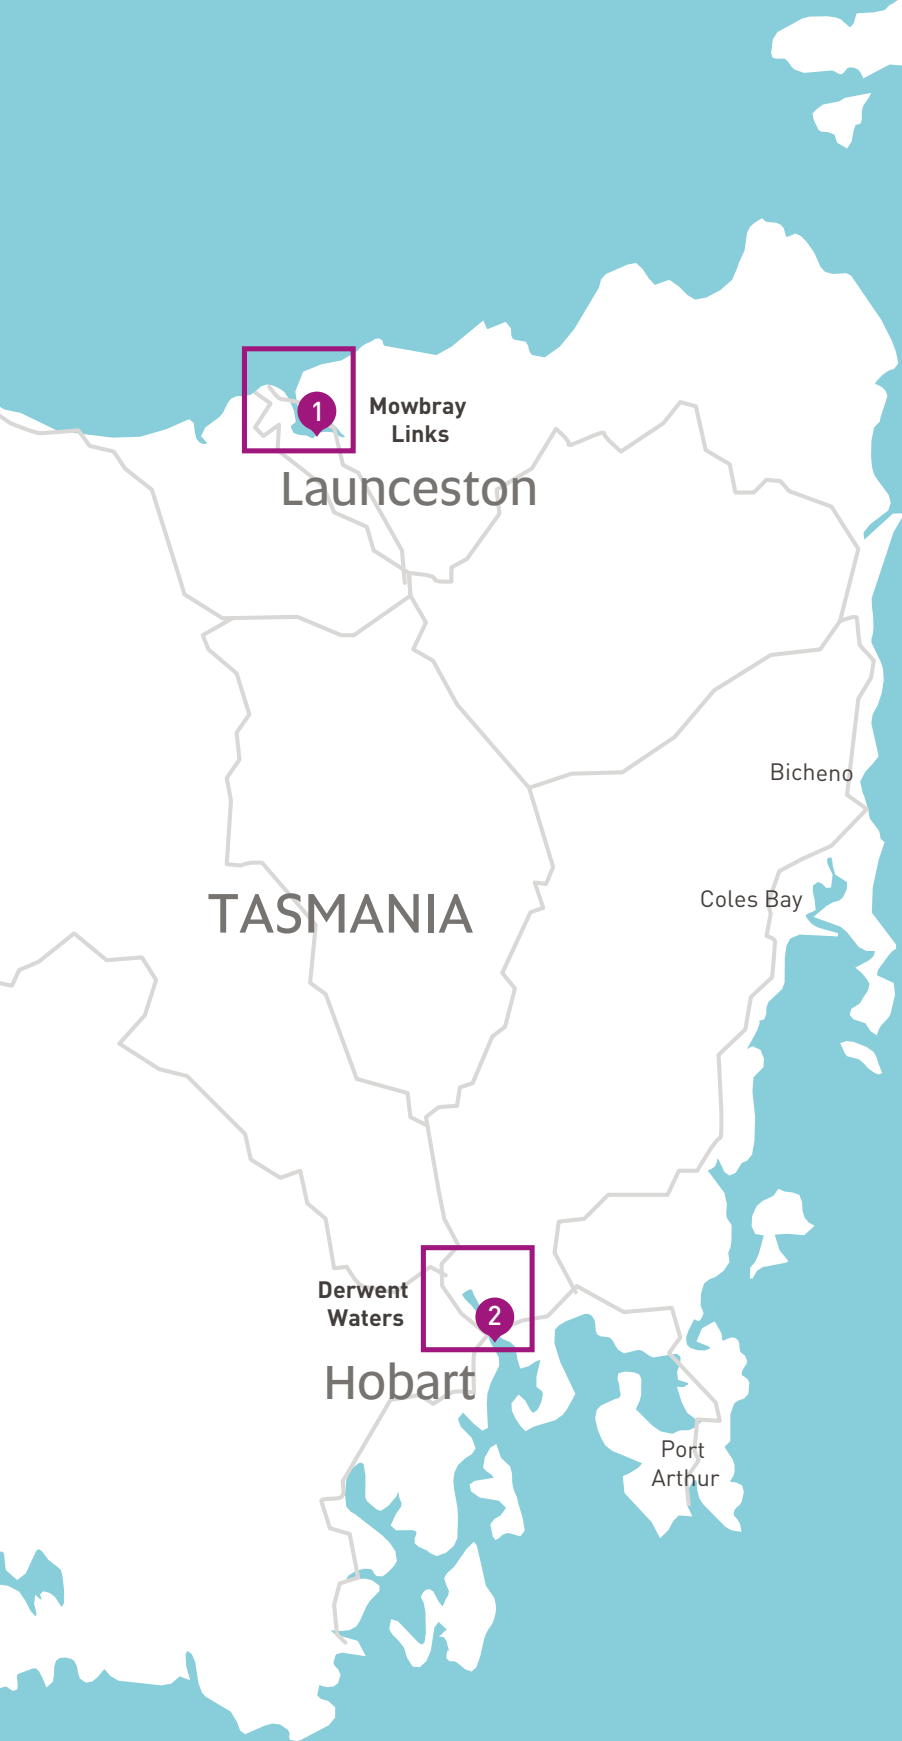 1
Mowbray
Links
Launceston
Bicheno
Coles Bay
TASMANIA
Derwent
Waters
2
Hobart
Port
Arthur